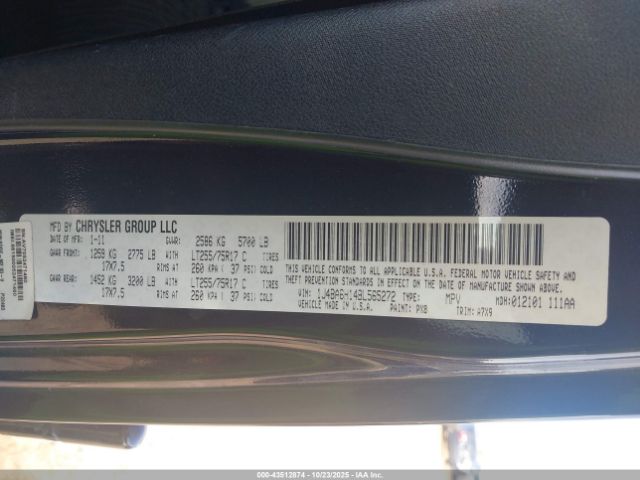 MFD BY CHRYSLER GROUP LLC
DATE OF MFR: 1-11 GVWR: 2586 KG 5700 LB
GAWR FRONT: 1259 KG 2775 LB WITH LT255/75R17 C TIRES
17X7.5 RIMS AT 260 KPA ( 37 PSI) COLD
GAWR REAR: 1452 KG 3200 LB WITH LT255/75R17 C TIRES
17X7.5 RIMS AT 260 KPA ( 37 PSI) COLD
THIS VEHICLE CONFORMS TO ALL APPLICABLE U.S.A. FEDERAL MOTOR VEHICLE SAFETY AND
THEFT PREVENTION STANDARDS IN EFFECT ON THE DATE OF MANUFACTURE SHOWN ABOVE.
VIN: 1J4BA6H14BL565272 TYPE: MPV MDH: 012101 111AA
VEHICLE MADE IN U.S.A. PAINT: PX8 TRIM: A7X9
000-43512874 | 10/23/2025 | Copyright © IAA, Inc. All Rights Reserved.